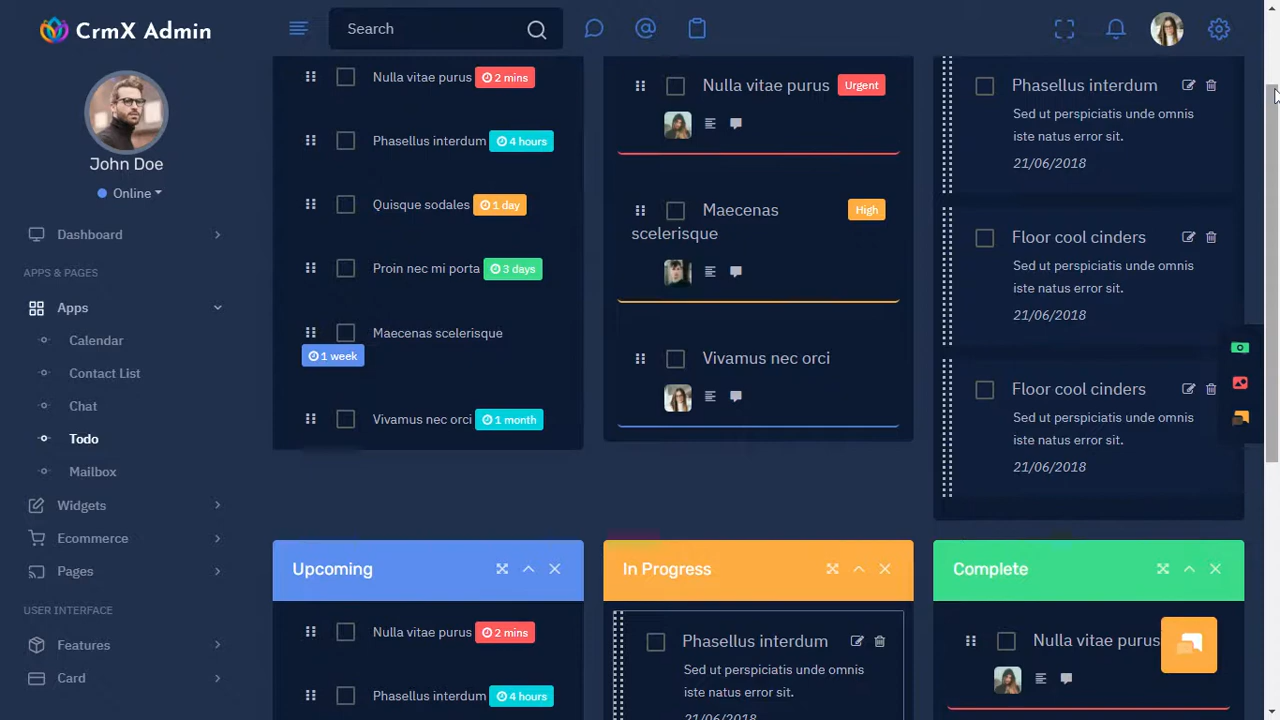 CrmX Admin
Search
John Doe
Online
Dashboard
APPS & PAGES
Apps
Calendar
Contact List
Chat
Todo
Mailbox
Widgets
Ecommerce
Pages
USER INTERFACE
Features
Card
Nulla vitae purus 2 mins
Phasellus interdum 4 hours
Quisque sodales 1 day
Proin nec mi porta 3 days
Maecenas scelerisque
1 week
Vivamus nec orci 1 month
Nulla vitae purus Urgent
Maecenas High
scelerisque
Vivamus nec orci
Phasellus interdum
Sed ut perspiciatis unde omnis
iste natus error sit.
21/06/2018
Floor cool cinders
Sed ut perspiciatis unde omnis
iste natus error sit.
21/06/2018
Floor cool cinders
Sed ut perspiciatis unde omnis
iste natus error sit.
21/06/2018
Upcoming
Nulla vitae purus 2 mins
Phasellus interdum 4 hours
In Progress
Phasellus interdum
Sed ut perspiciatis unde omnis
iste natus error sit.
21/06/2018
Complete
Nulla vitae purus